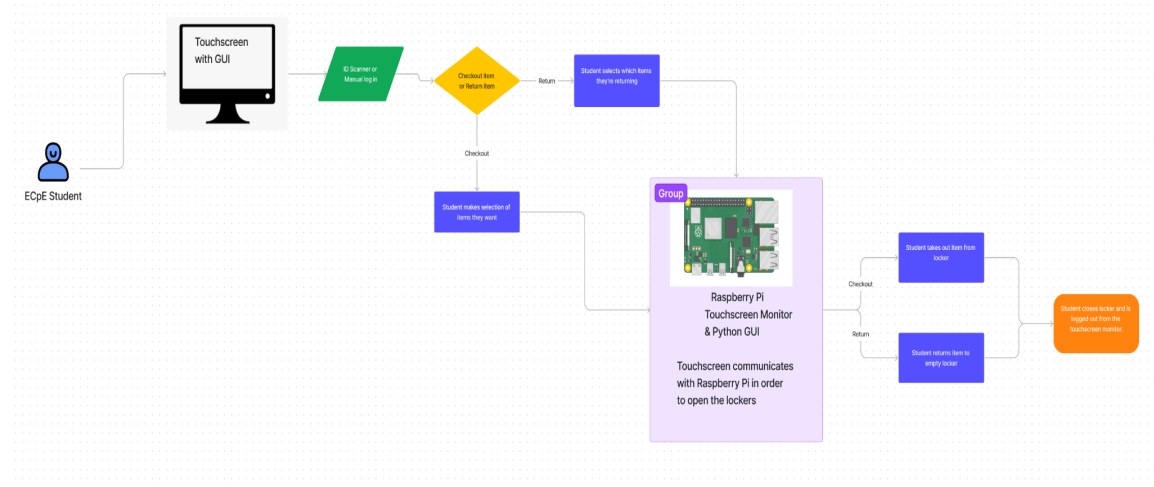 Touchscreen
with GUI
ECpE Student
ID Scanner or
Manual log in
Checkout item
or Return item
Return
Student selects which items
they're returning
Checkout
Student makes selection of
items they want
Group
Raspberry Pi
Touchscreen Monitor
& Python GUI
Touchscreen communicates
with Raspberry Pi in order
to open the lockers
Checkout
Student takes out item from
locker
Return
Student returns item to
empty locker
Student closes locker and is
logged out from the
touchscreen monitor.